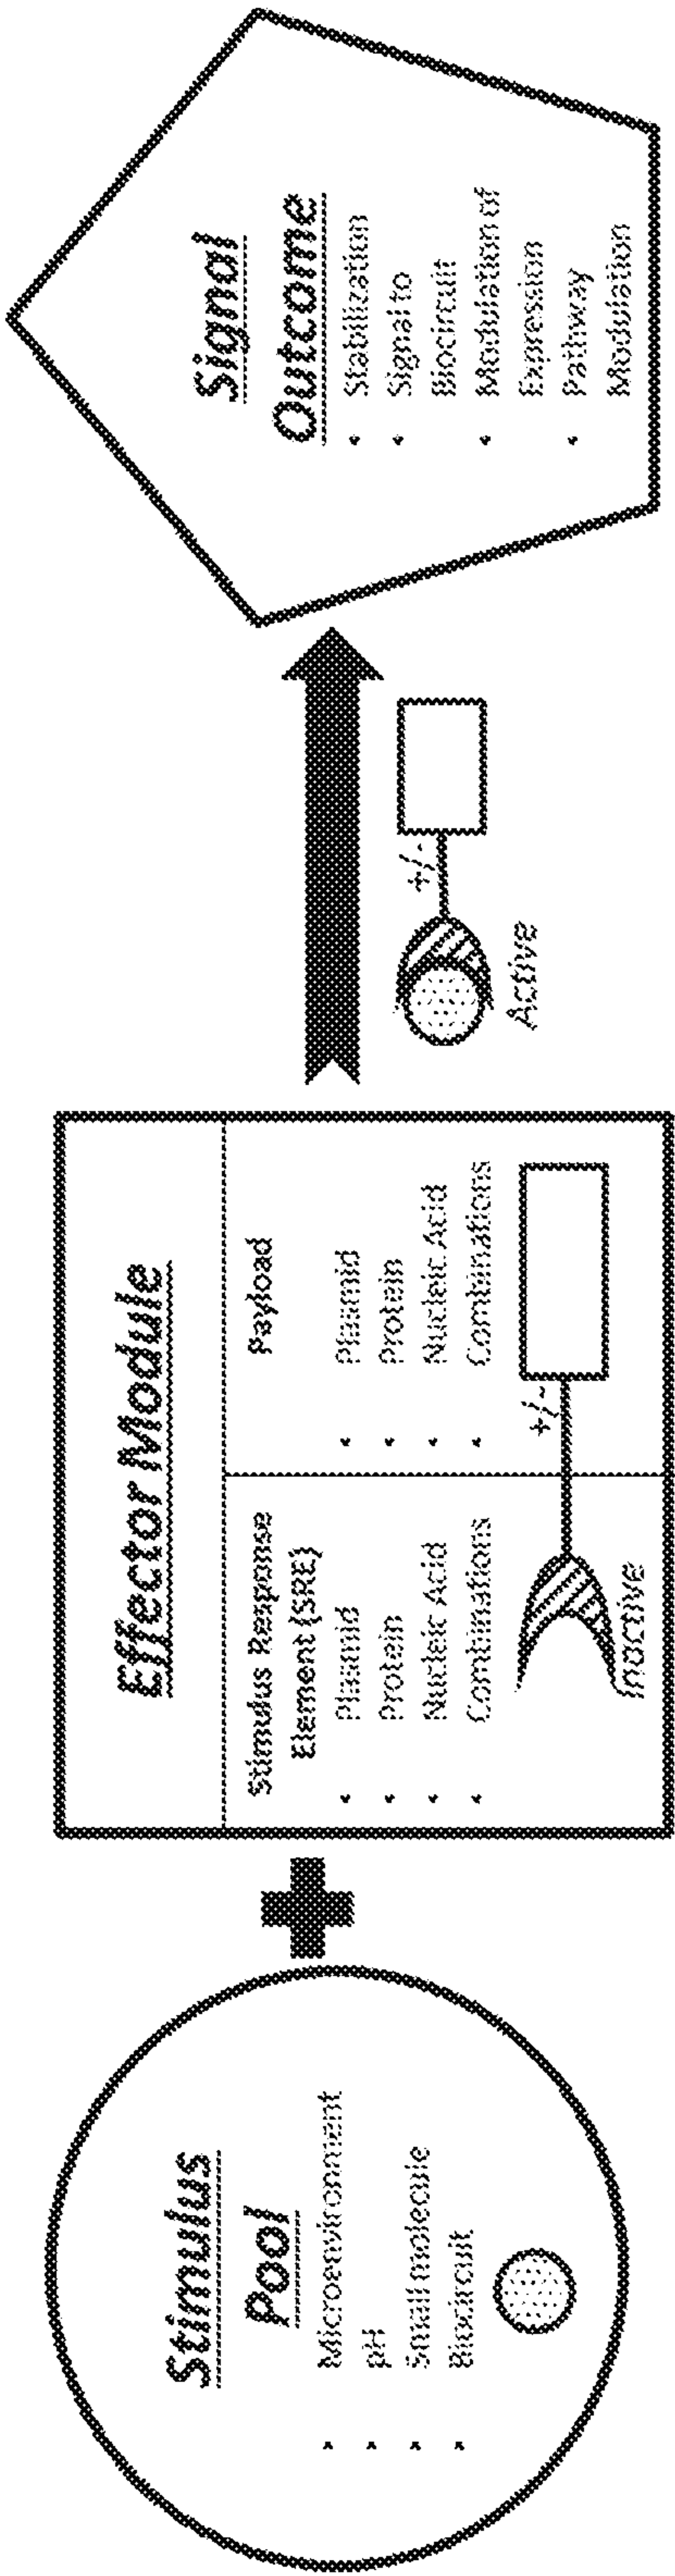 Stimulus
Pool
• Microenvironment
• pH
• Small molecule
• Biocircuit
Effector Module
Stimulus Response
Element (SRE)
• Plasmid
• Protein
• Nucleic Acid
• Combinations
Inactive
Payload
• Plasmid
• Protein
• Nucleic Acid
• Combinations
+/-
+/-
Active
Signal
Outcome
• Stabilization
• Signal to
Biocircuit
• Modulation of
Expression
• Pathway
Modulation